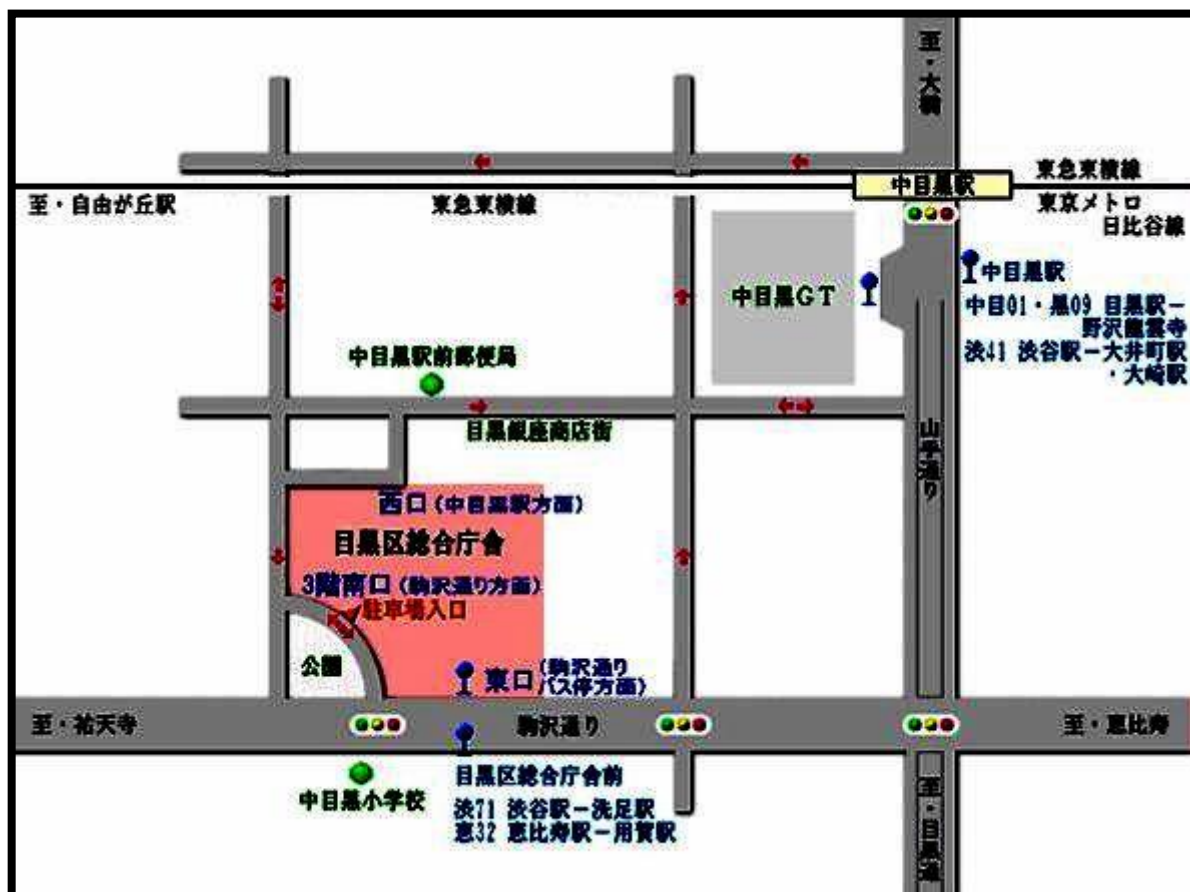 至・大橋
東急東横線
中目黒駅
至・自由が丘駅
東急東横線
東京メトロ
日比谷線
中目黒GT
中目黒駅
中目01・黒09 目黒駅－
野沢龍雲寺
渋41 渋谷駅－大井町駅
・大崎駅
中目黒駅前郵便局
目黒銀座商店街
山手通り
西口(中目黒駅方面)
目黒区総合庁舎
3階南口(駒沢通り方面)
駐車場入口
公園
東口
(駒沢通り
バス停方面)
至・祐天寺
駒沢通り
至・恵比寿
目黒区総合庁舎前
中目黒小学校
渋71 渋谷駅－洗足駅
恵32 恵比寿駅－用賀駅
至・目黒通